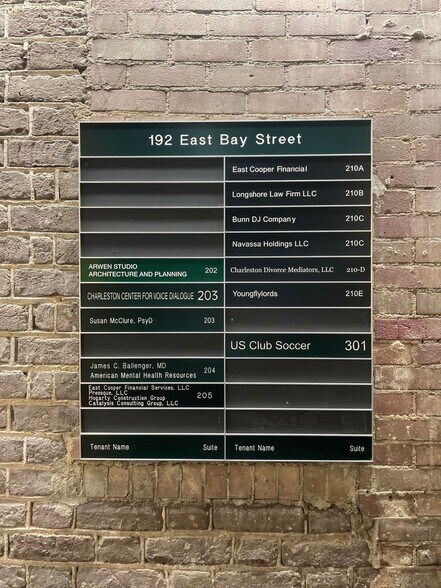 192 East Bay Street
ARWEN STUDIO
ARCHITECTURE AND PLANNING 202
CHARLESTON CENTER FOR VOICE DIALOGUE 203
Susan McClure, PsyD 203
James C. Ballenger, MD
American Mental Health Resources 204
East Cooper Financial Services, LLC
Presque, LLC
Hogarty Construction Group
Catalysis Consulting Group, LLC
205
Tenant Name Suite
East Cooper Financial 210A
Longshore Law Firm LLC 210B
Bunn DJ Company 210C
Navassa Holdings LLC 210C
Charleston Divorce Mediators, LLC 210-D
Youngflylords 210E
US Club Soccer 301
Tenant Name Suite